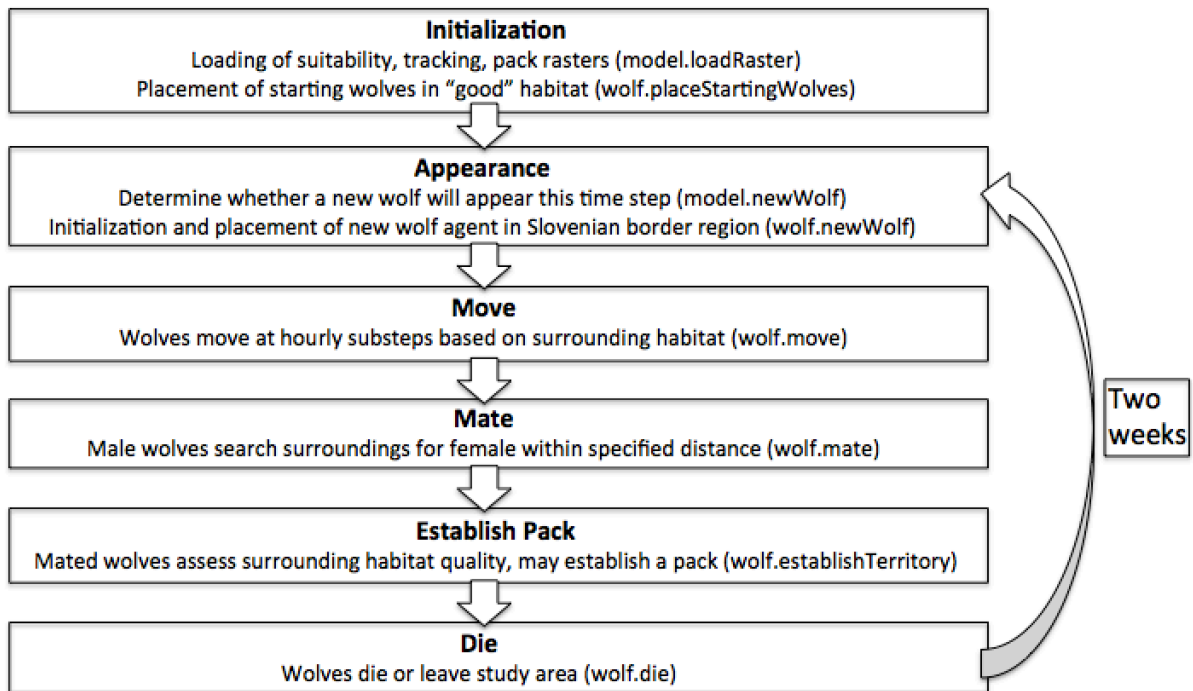 Initialization
Loading of suitability, tracking, pack rasters (model.loadRaster)
Placement of starting wolves in “good” habitat (wolf.placeStartingWolves)
Appearance
Determine whether a new wolf will appear this time step (model.newWolf)
Initialization and placement of new wolf agent in Slovenian border region (wolf.newWolf)
Move
Wolves move at hourly substeps based on surrounding habitat (wolf.move)
Mate
Male wolves search surroundings for female within specified distance (wolf.mate)
Establish Pack
Mated wolves assess surrounding habitat quality, may establish a pack (wolf.establishTerritory)
Die
Wolves die or leave study area (wolf.die)
Two
weeks